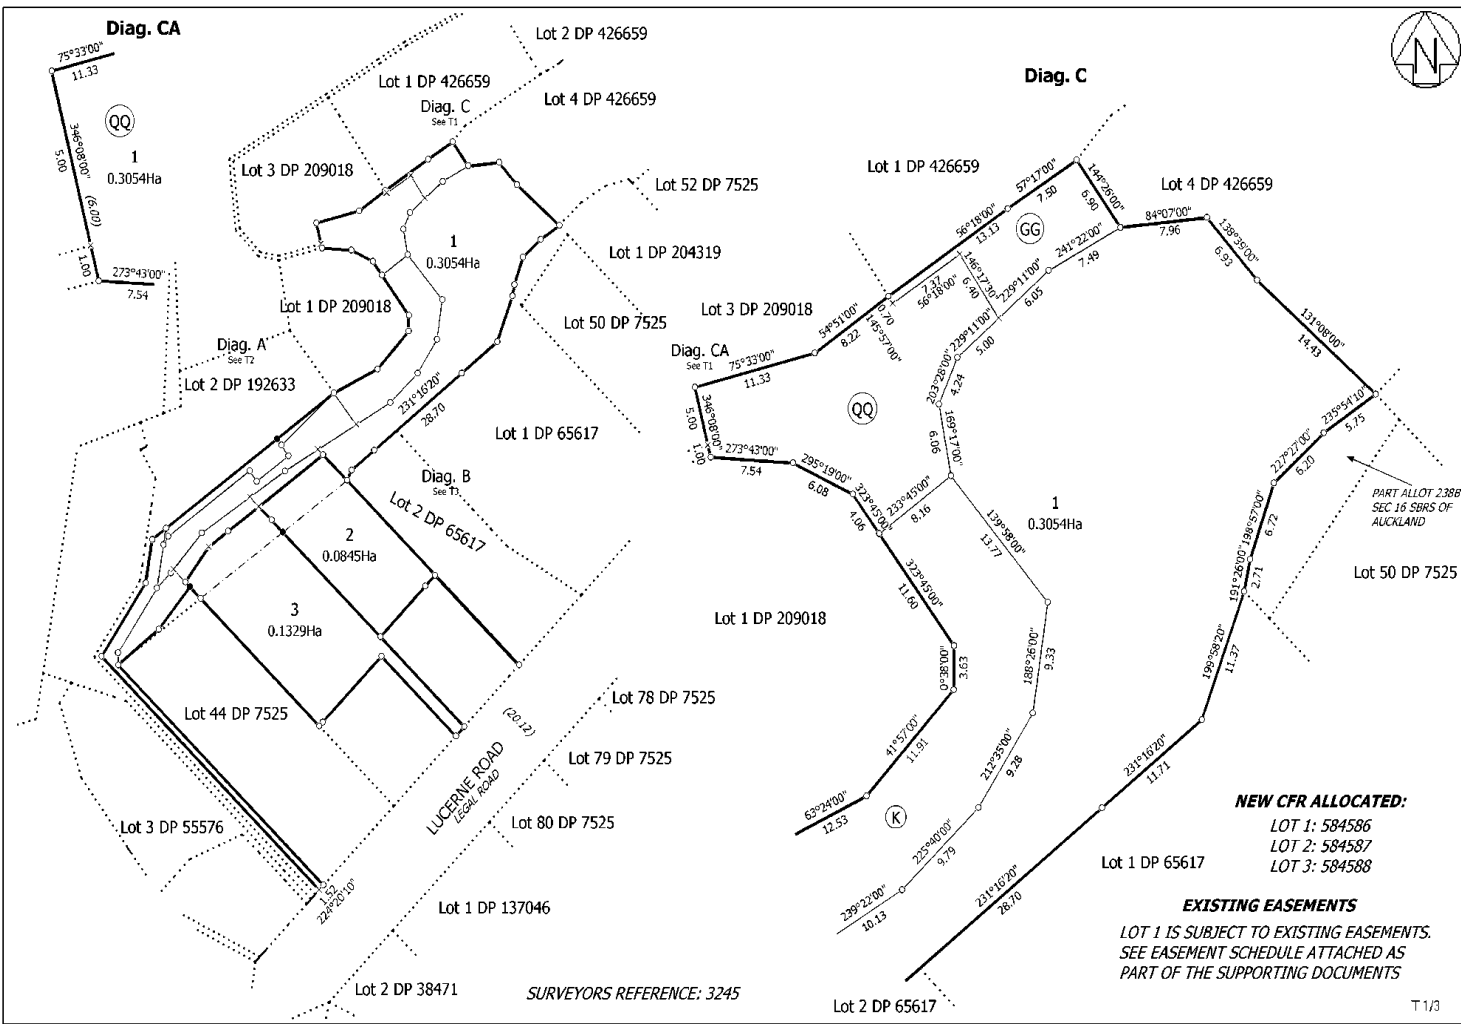 Diag. CA
75°33'00"
11.33
QQ
1
0.3054Ha
346°08'00"
5.00
(6.00)
1.00
273°43'00"
7.54
Lot 2 DP 426659
Lot 1 DP 426659
Diag. C
See T1
Lot 4 DP 426659
Lot 3 DP 209018
Lot 52 DP 7525
1
0.3054Ha
Lot 1 DP 204319
Lot 1 DP 209018
Lot 50 DP 7525
Diag. A
See T2
Lot 2 DP 192633
231°16'20"
28.70
Lot 1 DP 65617
Diag. B
See T3
Lot 2 DP 65617
2
0.0845Ha
3
0.1329Ha
Lot 44 DP 7525
Lot 78 DP 7525
(20.12)
LUCERNE ROAD
LEGAL ROAD
Lot 79 DP 7525
Lot 80 DP 7525
Lot 3 DP 55576
1.52
224°20'10"
Lot 1 DP 137046
Lot 2 DP 38471
SURVEYORS REFERENCE: 3245
Diag. C
N
Lot 1 DP 426659
57°17'00"
7.50
144°26'00"
6.90
Lot 4 DP 426659
84°07'00"
7.96
138°39'00"
6.93
56°18'00"
13.13
GG
241°22'00"
7.49
146°17'30"
6.40
7.37
56°18'00"
229°11'00"
6.05
0.70
145°57'00"
131°08'00"
14.43
Lot 3 DP 209018
54°51'00"
8.22
229°11'00"
5.00
Diag. CA
See T1
75°33'00"
11.33
203°28'00"
4.24
346°08'00"
5.00
1.00
QQ
169°17'00"
6.06
235°54'10"
5.75
273°43'00"
7.54
295°19'00"
6.08
323°45'00"
4.06
233°45'00"
8.16
227°27'00"
6.20
PART ALLOT 238B
SEC 16 SBRS OF
AUCKLAND
1
0.3054Ha
139°58'00"
13.77
198°57'00"
6.72
191°26'00"
2.71
Lot 50 DP 7525
323°45'00"
11.60
Lot 1 DP 209018
0°38'00"
3.63
188°26'00"
9.33
199°58'20"
11.37
41°57'00"
11.91
212°35'00"
9.28
231°16'20"
11.71
63°24'00"
12.53
K
225°40'00"
9.79
239°22'00"
10.13
231°16'20"
28.70
Lot 1 DP 65617
Lot 2 DP 65617
NEW CFR ALLOCATED:
LOT 1: 584586
LOT 2: 584587
LOT 3: 584588
EXISTING EASEMENTS
LOT 1 IS SUBJECT TO EXISTING EASEMENTS.
SEE EASEMENT SCHEDULE ATTACHED AS
PART OF THE SUPPORTING DOCUMENTS
T 1/3